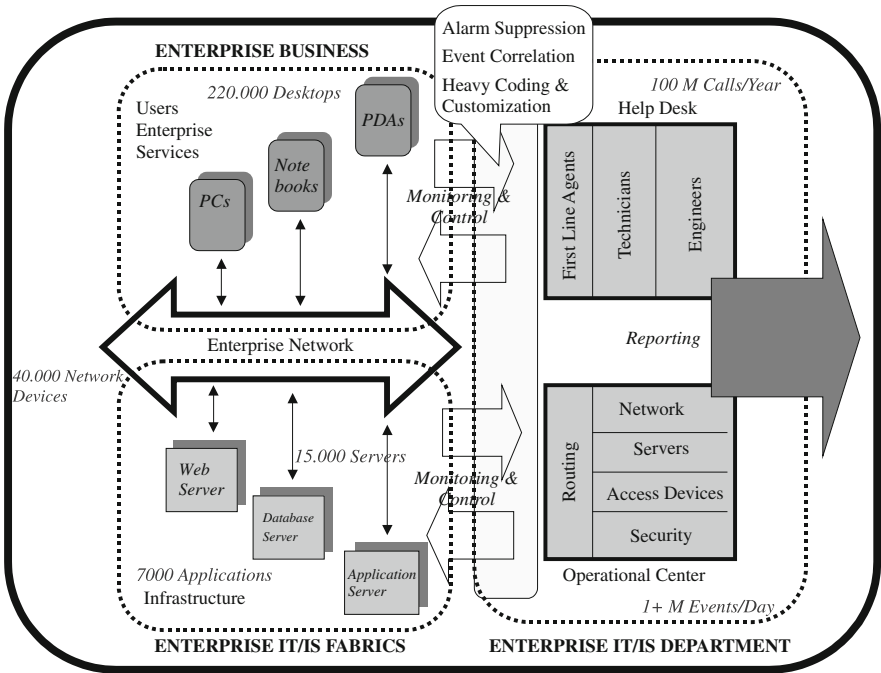 Alarm Suppression
Event Correlation
Heavy Coding &
Customization
ENTERPRISE BUSINESS
220.000 Desktops
Users
Enterprise
Services
PCs
Note
books
PDAs
Monitoring &
Control
100 M Calls/Year
Help Desk
First Line Agents
Technicians
Engineers
Enterprise Network
Reporting
40.000 Network
Devices
15.000 Servers
Web
Server
Database
Server
Application
Server
Monitoring &
Control
7000 Applications
Infrastructure
Routing
Network
Servers
Access Devices
Security
Operational Center
1+ M Events/Day
ENTERPRISE IT/IS FABRICS
ENTERPRISE IT/IS DEPARTMENT